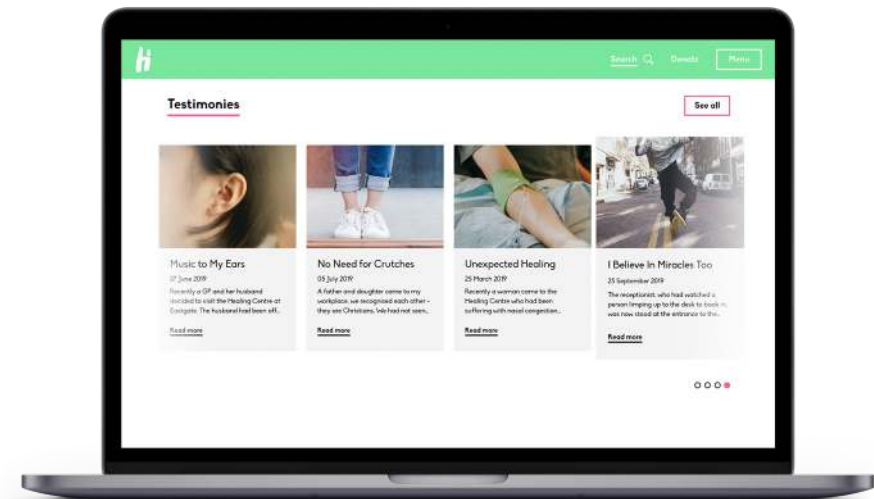 hi
Search Donate Menu
Testimonies
See all
Music to My Ears
07 June 2019
Recently a GP and her husband
decided to visit the Healing Centre at
Eastgate. The husband had been off...
Read more
No Need for Crutches
05 July 2019
A father and daughter came to my
workplace, we recognised each other -
they are Christians. We had not seen...
Read more
Unexpected Healing
25 March 2019
Recently a woman came to the
Healing Centre who had been
suffering with nasal congestion...
Read more
I Believe In Miracles Too
25 September 2019
The receptionist, who had watched a
person limping up to the desk to book in,
was now stood at the entrance to the...
Read more